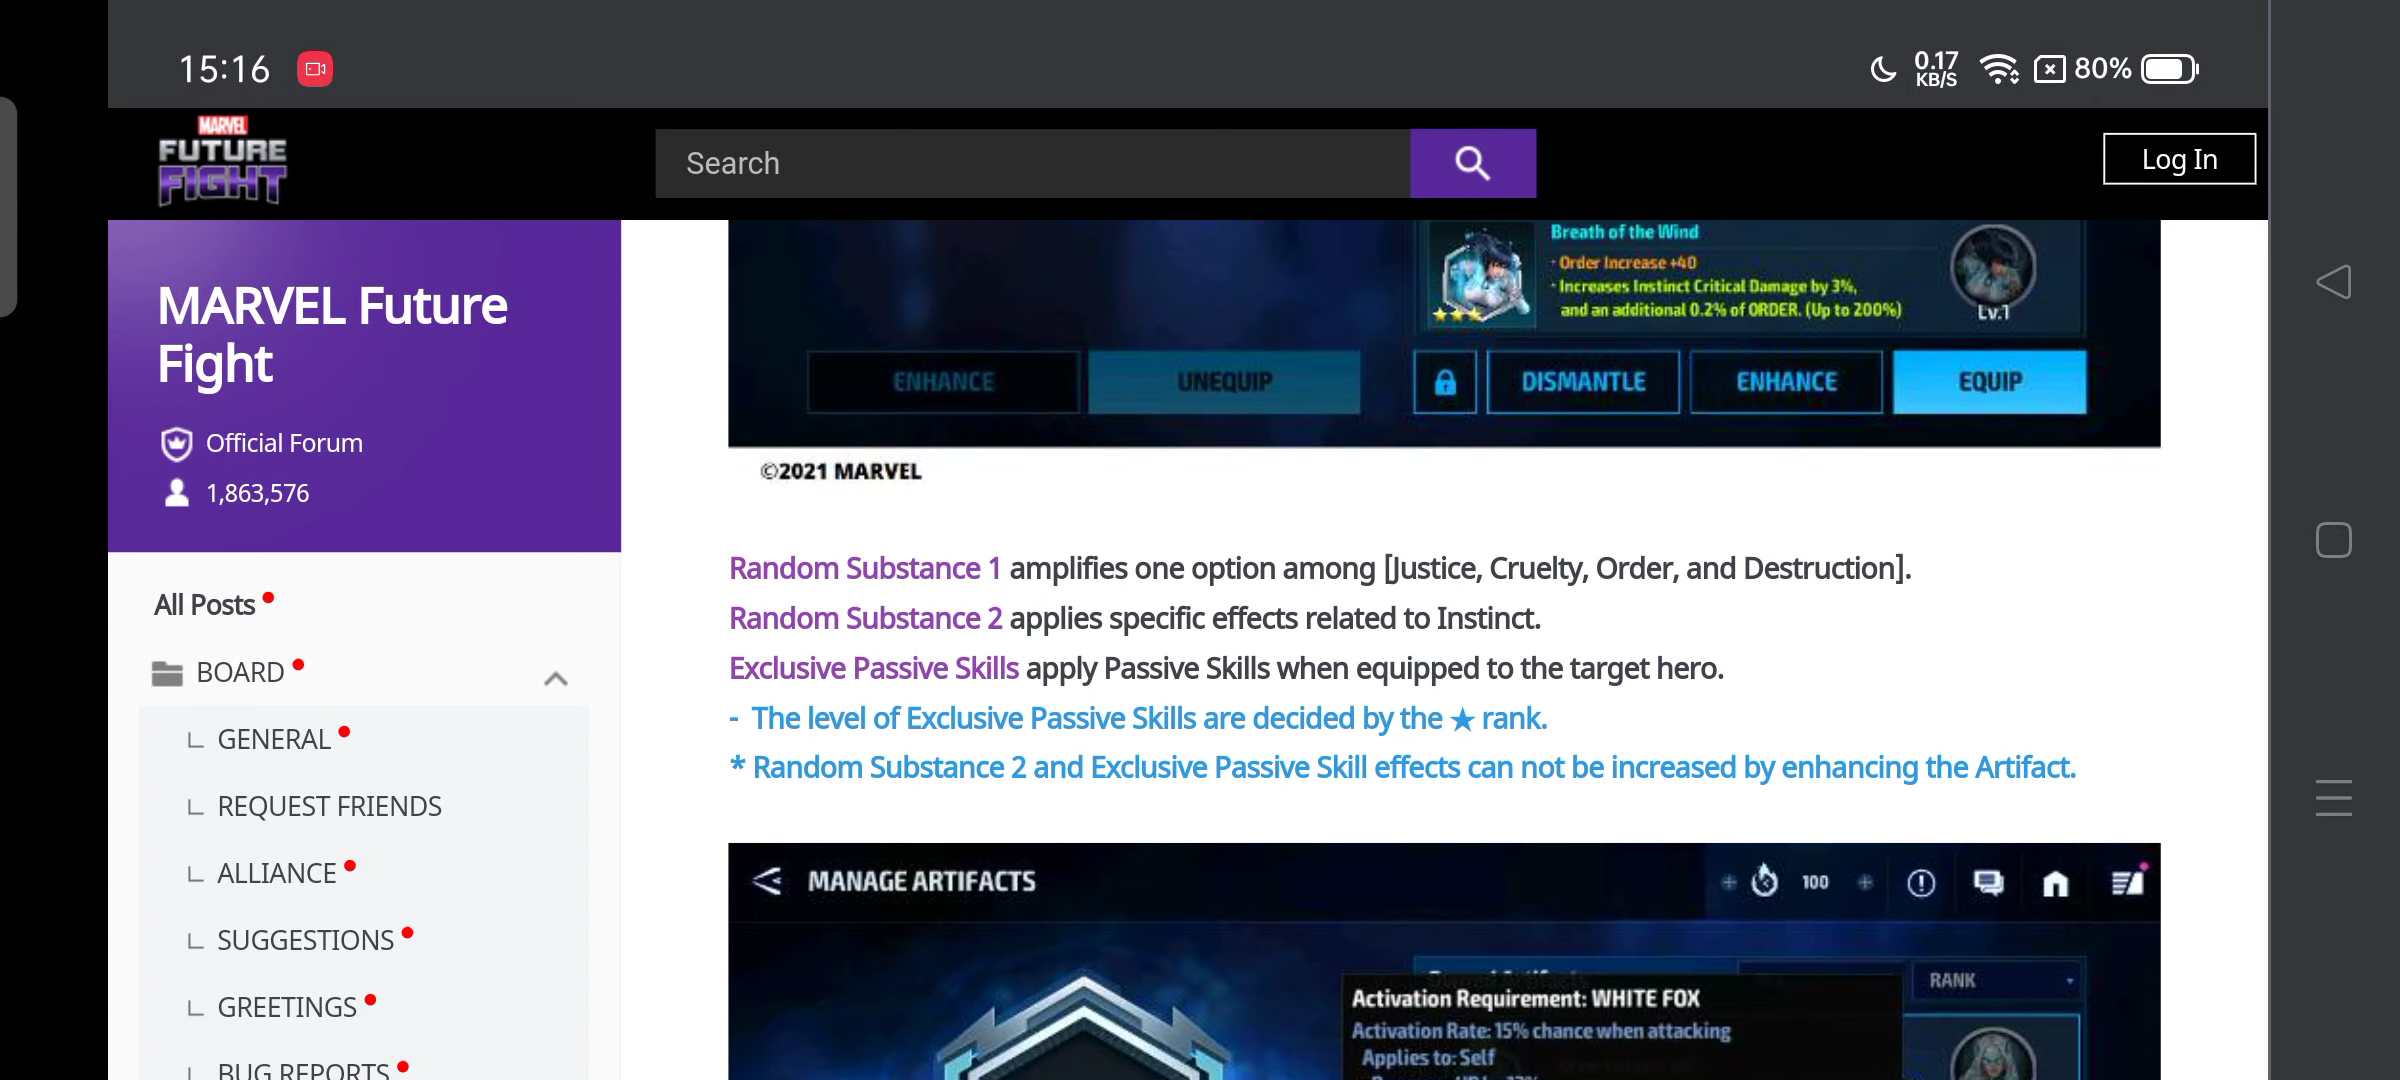 15:16
0.17
KB/S
80%
MARVEL
FUTURE
FIGHT
Search
Log In
MARVEL Future
Fight
Official Forum
1,863,576
All Posts
BOARD
GENERAL
REQUEST FRIENDS
ALLIANCE
SUGGESTIONS
GREETINGS
BUG REPORTS
Breath of the Wind
· Order Increase +40
· Increases Instinct Critical Damage by 3%,
and an additional 0.2% of ORDER. (Up to 200%)
Lv.1
ENHANCE
UNEQUIP
DISMANTLE
ENHANCE
EQUIP
©2021 MARVEL
Random Substance 1 amplifies one option among [Justice, Cruelty, Order, and Destruction].
Random Substance 2 applies specific effects related to Instinct.
Exclusive Passive Skills apply Passive Skills when equipped to the target hero.
- The level of Exclusive Passive Skills are decided by the ★ rank.
* Random Substance 2 and Exclusive Passive Skill effects can not be increased by enhancing the Artifact.
MANAGE ARTIFACTS
100
RANK
Activation Requirement: WHITE FOX
Activation Rate: 15% chance when attacking
Applies to: Self